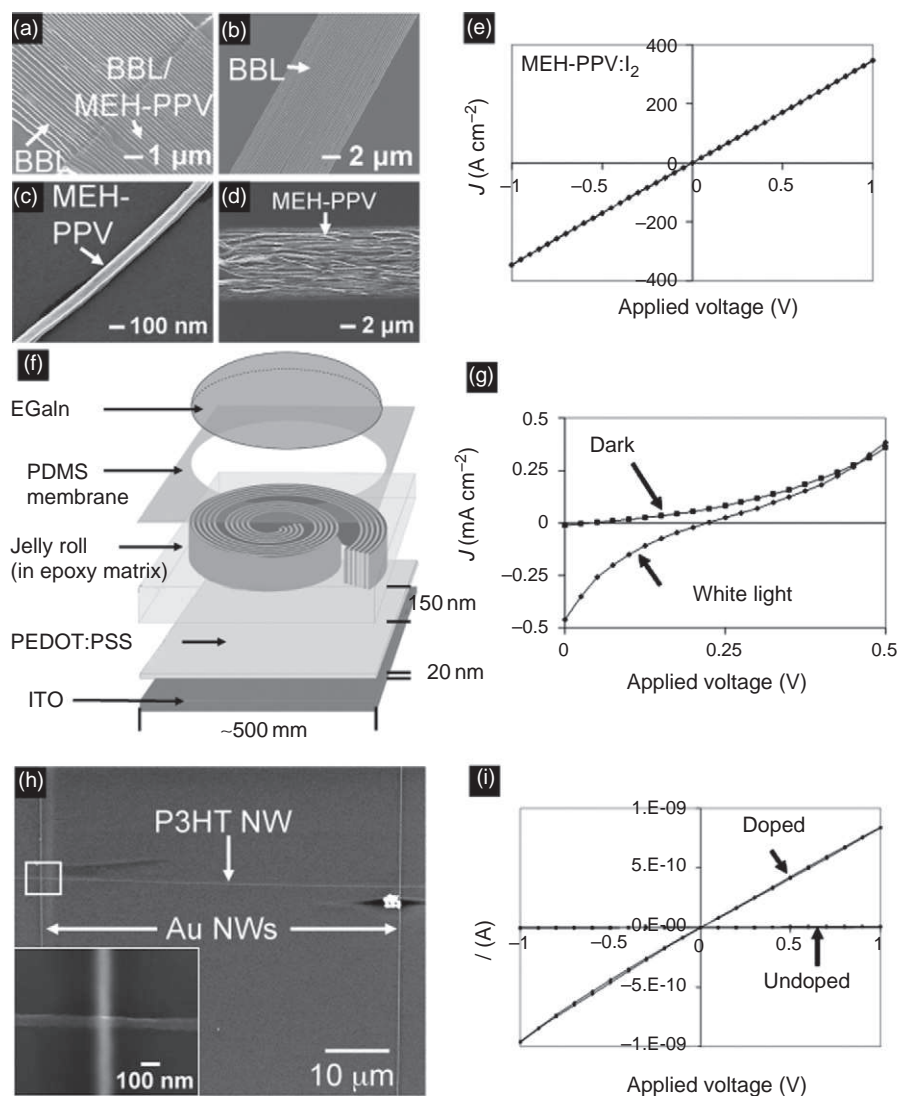 (a)
BBL/
MEH-PPV
BBL
1 μm
(b)
BBL
2 μm
(c)
MEH-
PPV
100 nm
(d)
MEH-PPV
2 μm
(e)
MEH-PPV:I2
400
200
0
−200
−400
−1
−0.5
0.5
1
J (A cm−2)
Applied voltage (V)
(f)
EGaIn
PDMS
membrane
Jelly roll
(in epoxy matrix)
150 nm
PEDOT:PSS
20 nm
ITO
~500 mm
(g)
0.5
0.25
0
−0.25
−0.5
Dark
White light
J (mA cm−2)
0
0.25
0.5
Applied voltage (V)
(h)
P3HT NW
Au NWs
100 nm
10 μm
(i)
1.E-09
5.E-10
0.E+00
−5.E-10
−1.E-09
Doped
Undoped
I (A)
−1
−0.5
0
0.5
1
Applied voltage (V)